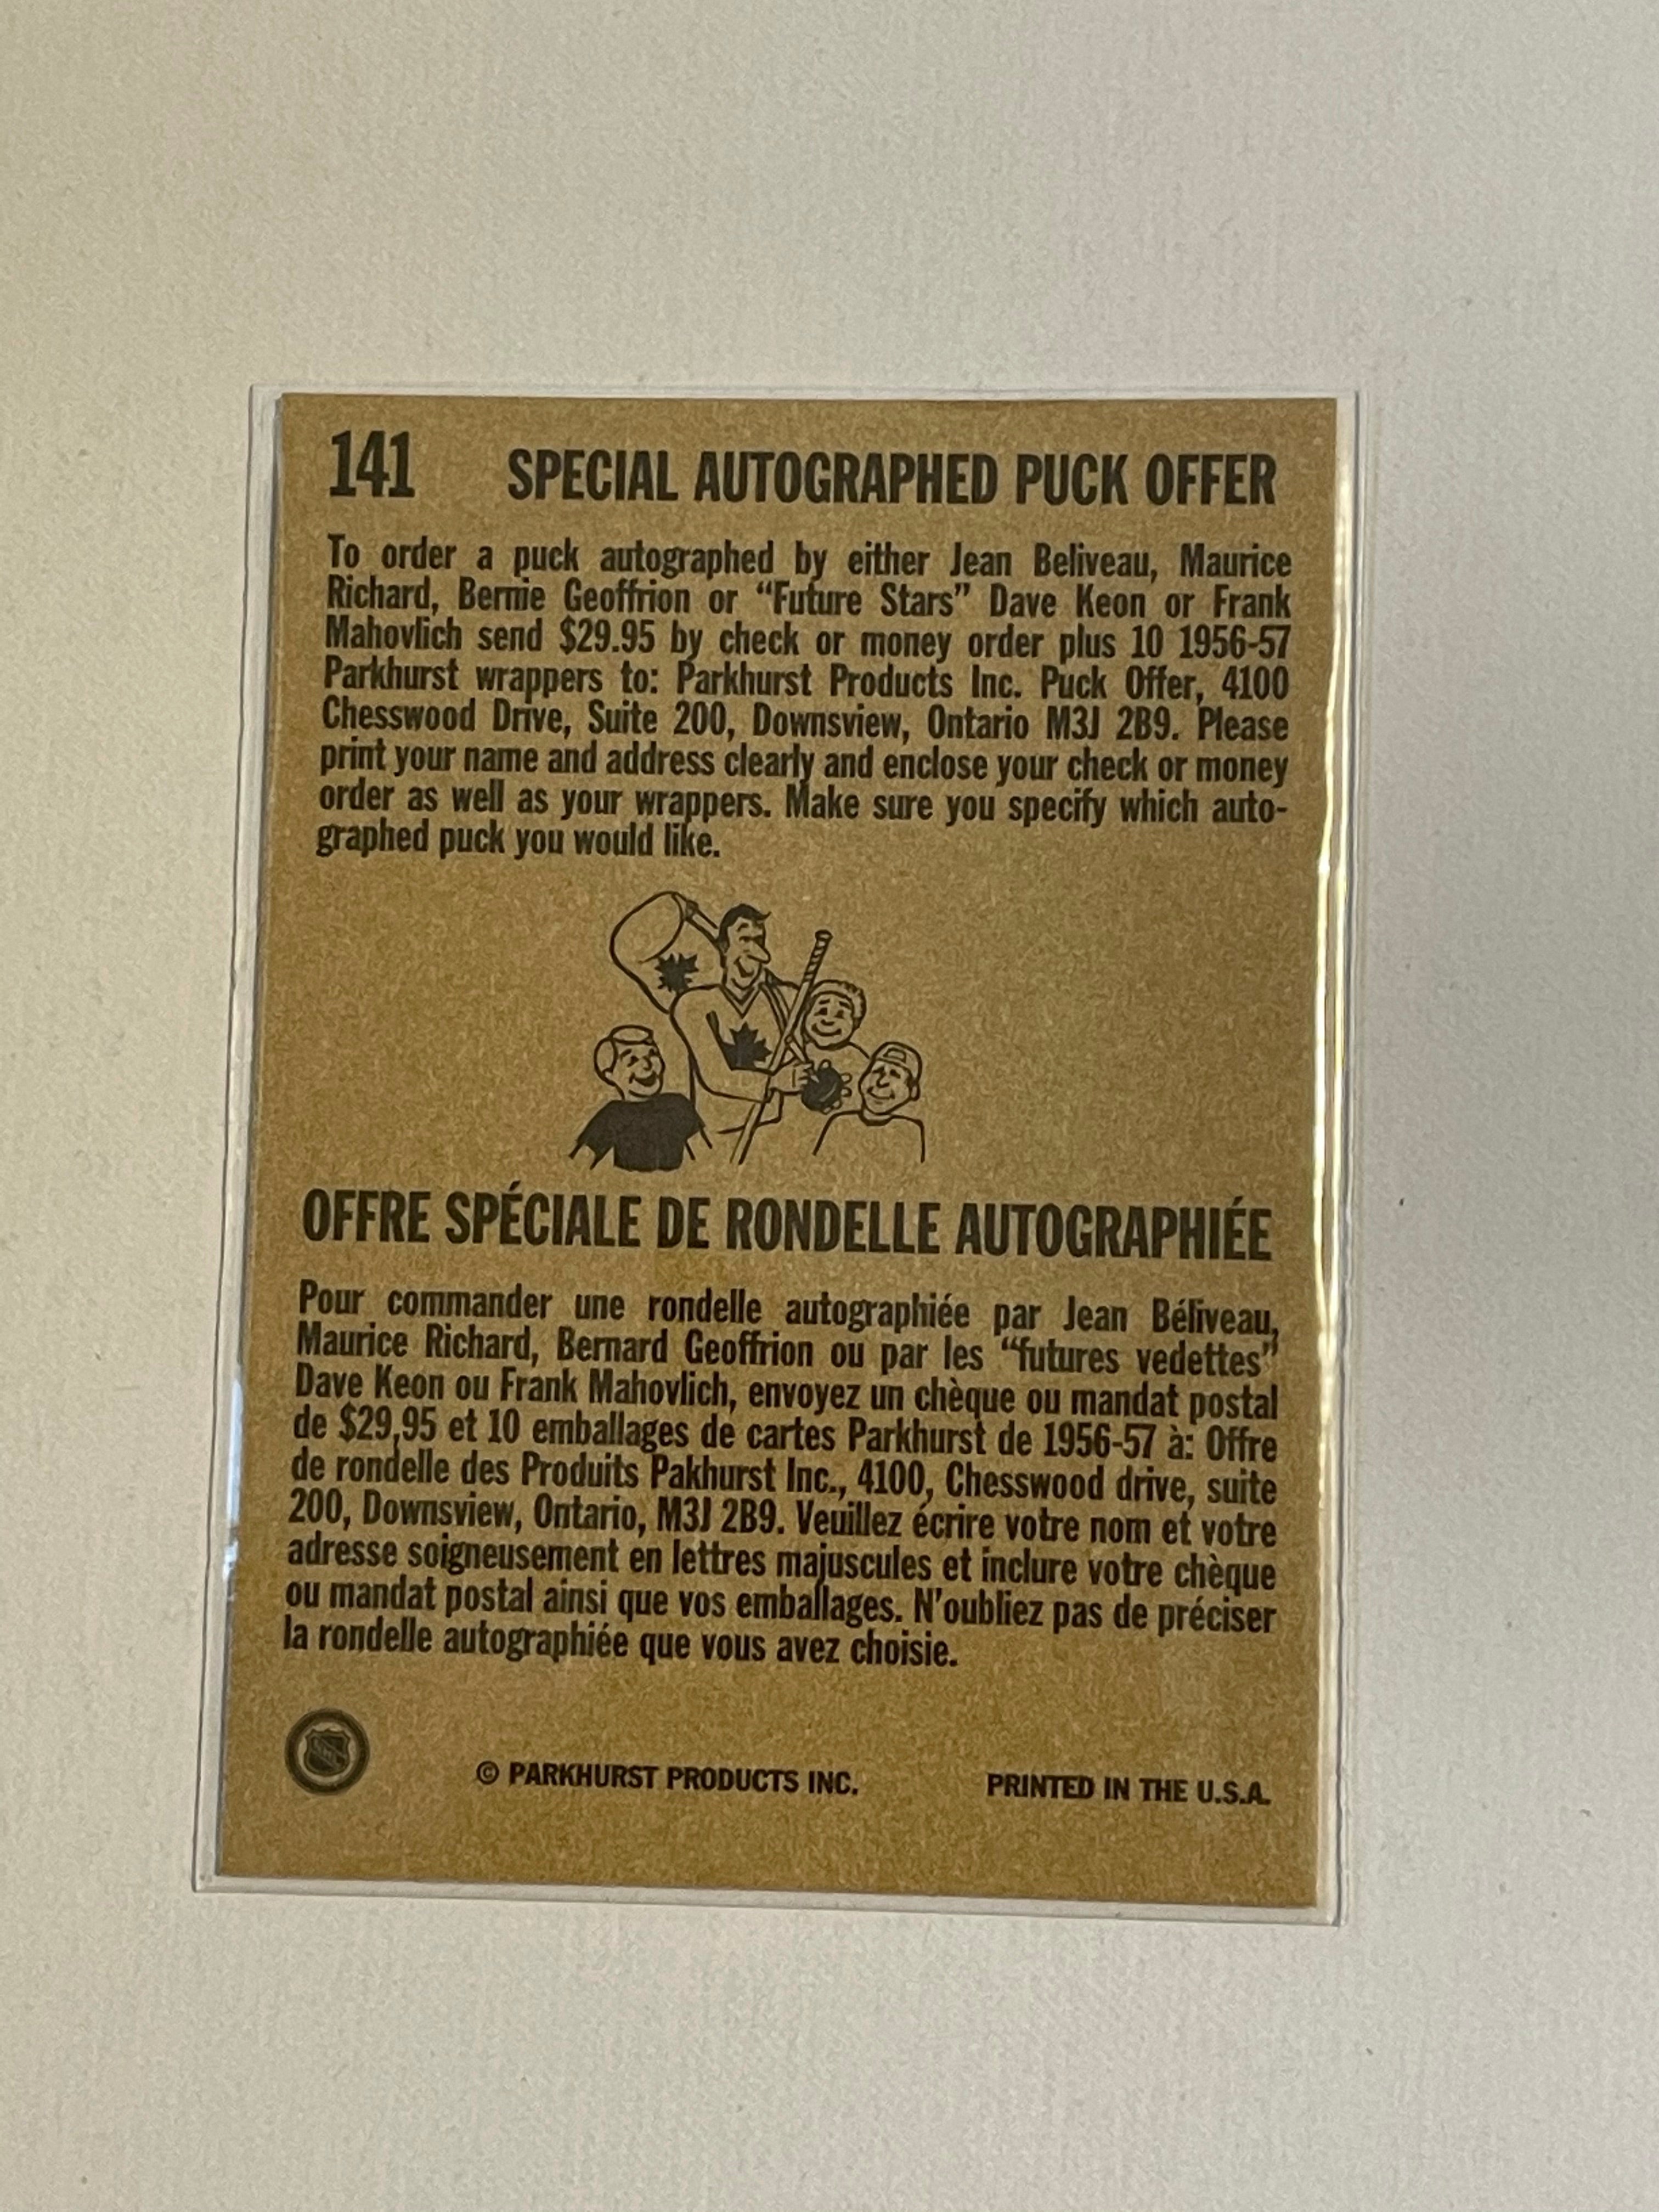 141 SPECIAL AUTOGRAPHED PUCK OFFER
To order a puck autographed by either Jean Beliveau, Maurice
Richard, Bernie Geoffrion or “Future Stars” Dave Keon or Frank
Mahovlich send $29.95 by check or money order plus 10 1956-57
Parkhurst wrappers to: Parkhurst Products Inc. Puck Offer, 4100
Chesswood Drive, Suite 200, Downsview, Ontario M3J 2B9. Please
print your name and address clearly and enclose your check or money
order as well as your wrappers. Make sure you specify which auto-
graphed puck you would like.
OFFRE SPÉCIALE DE RONDELLE AUTOGRAPHIÉE
Pour commander une rondelle autographiée par Jean Béliveau,
Maurice Richard, Bernard Geoffrion ou par les “futures vedettes”
Dave Keon ou Frank Mahovlich, envoyez un chèque ou mandat postal
de $29,95 et 10 emballages de cartes Parkhurst de 1956-57 à: Offre
de rondelle des Produits Pakhurst Inc., 4100, Chesswood drive, suite
200, Downsview, Ontario, M3J 2B9. Veuillez écrire votre nom et votre
adresse soigneusement en lettres majuscules et inclure votre chèque
ou mandat postal ainsi que vos emballages. N’oubliez pas de préciser
la rondelle autographiée que vous avez choisie.
NHL
© PARKHURST PRODUCTS INC. PRINTED IN THE U.S.A.